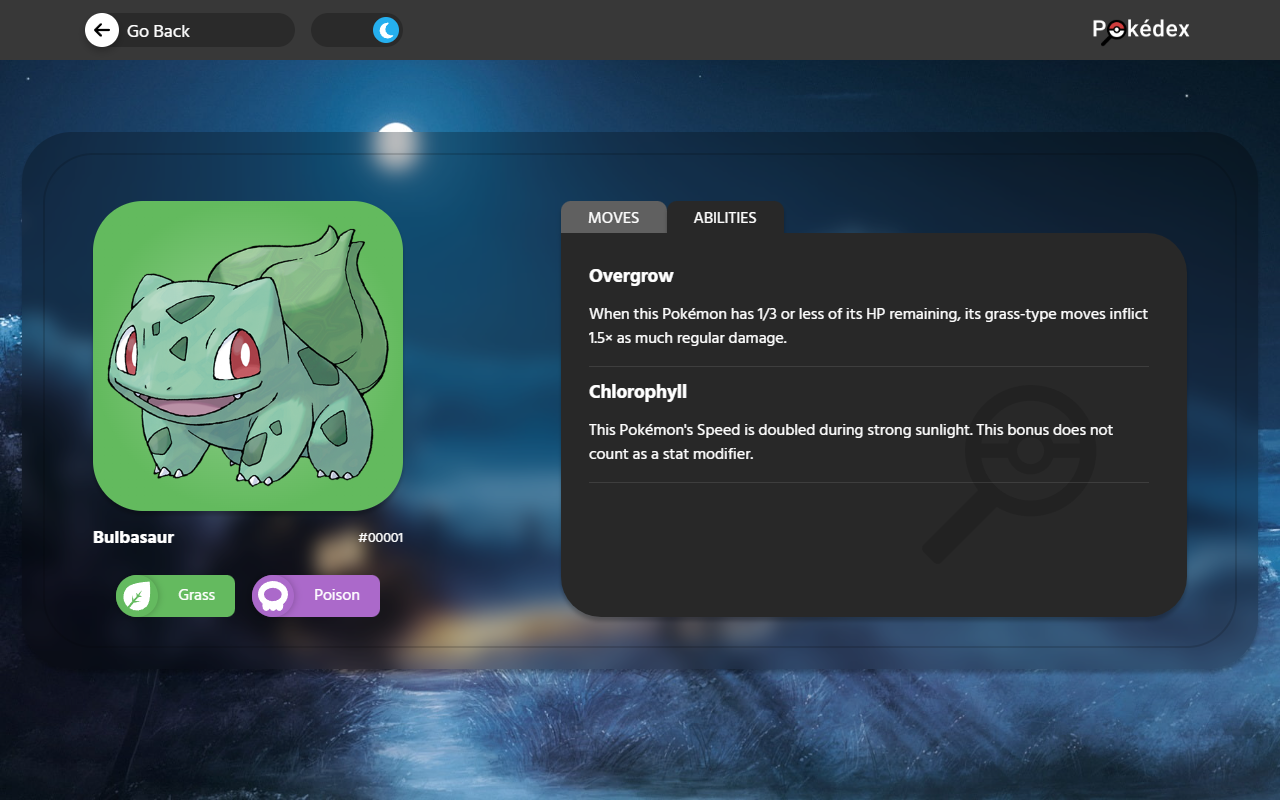 Go Back
Pokédex
MOVES
ABILITIES
Overgrow
When this Pokémon has 1/3 or less of its HP remaining, its grass-type moves inflict
1.5× as much regular damage.
Chlorophyll
This Pokémon's Speed is doubled during strong sunlight. This bonus does not
count as a stat modifier.
Bulbasaur
#00001
Grass
Poison